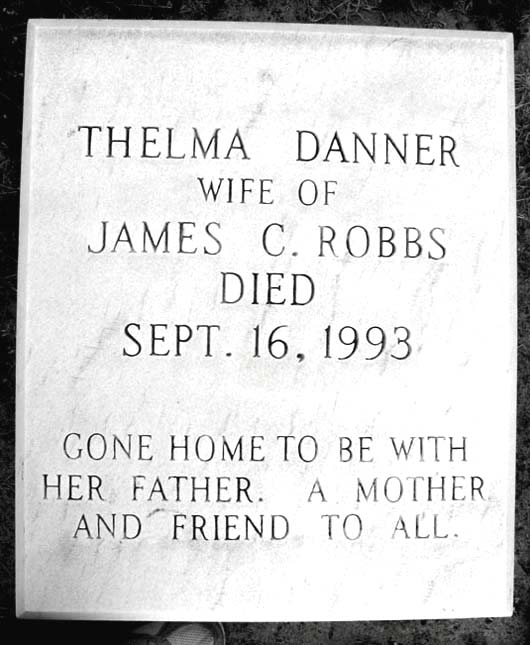 THELMA DANNER
WIFE OF
JAMES C. ROBBS
DIED
SEPT. 16, 1993
GONE HOME TO BE WITH
HER FATHER. A MOTHER
AND FRIEND TO ALL.